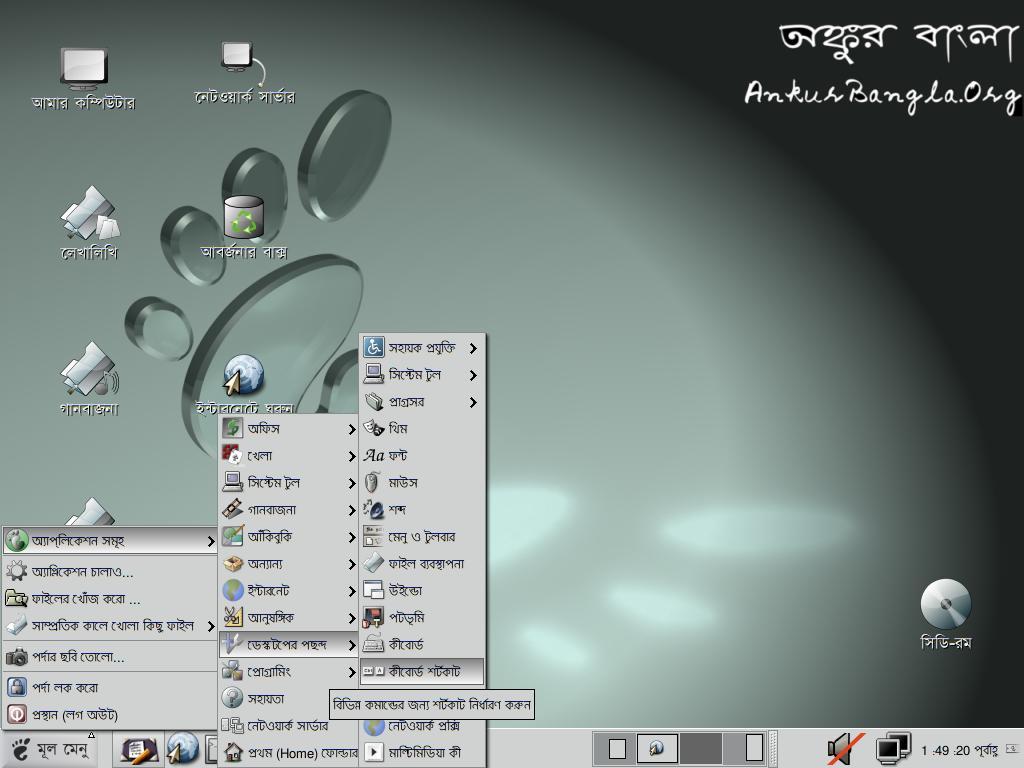 অঙ্কুর বাংলা
AnkurBangla.Org
আমার কম্পিউটার
নেটওয়ার্ক সার্ভার
লেখালিখি
আবর্জনার বাক্স
গানবাজনা
ইন্টারনেটে ঘুরুন
সিডি-রম
অ্যাপ্লিকেশন সমূহ
অ্যাপ্লিকেশন চালাও...
ফাইলের খোঁজ করো ...
সাম্প্রতিক কালে খোলা কিছু ফাইল
পর্দার ছবি তোলো...
পর্দা লক করো
প্রস্থান (লগ অউট)
অফিস
খেলা
সিস্টেম টুল
গানবাজনা
আঁকিবুকি
অন্যান্য
ইন্টারনেট
আনুষঙ্গিক
ডেস্কটপের পছন্দ
প্রোগ্রামিং
সহায়তা
নেটওয়ার্ক সার্ভার
প্রথম (Home) ফোল্ডার
সহায়ক প্রযুক্তি
সিস্টেম টুল
প্রাগ্রসর
থিম
Aa ফন্ট
মাউস
শব্দ
মেনু ও টুলবার
ফাইল ব্যবস্থাপনা
উইন্ডো
পটভূমি
কীবোর্ড
কীবোর্ড শর্টকাট
বিভিন্ন কমান্ডের জন্য শর্টকাট নির্ধারণ করুন
নেটওয়ার্ক প্রক্সি
মাল্টিমিডিয়া কী
মূল মেনু
1 :49 :20 পূর্বাহ্ণ